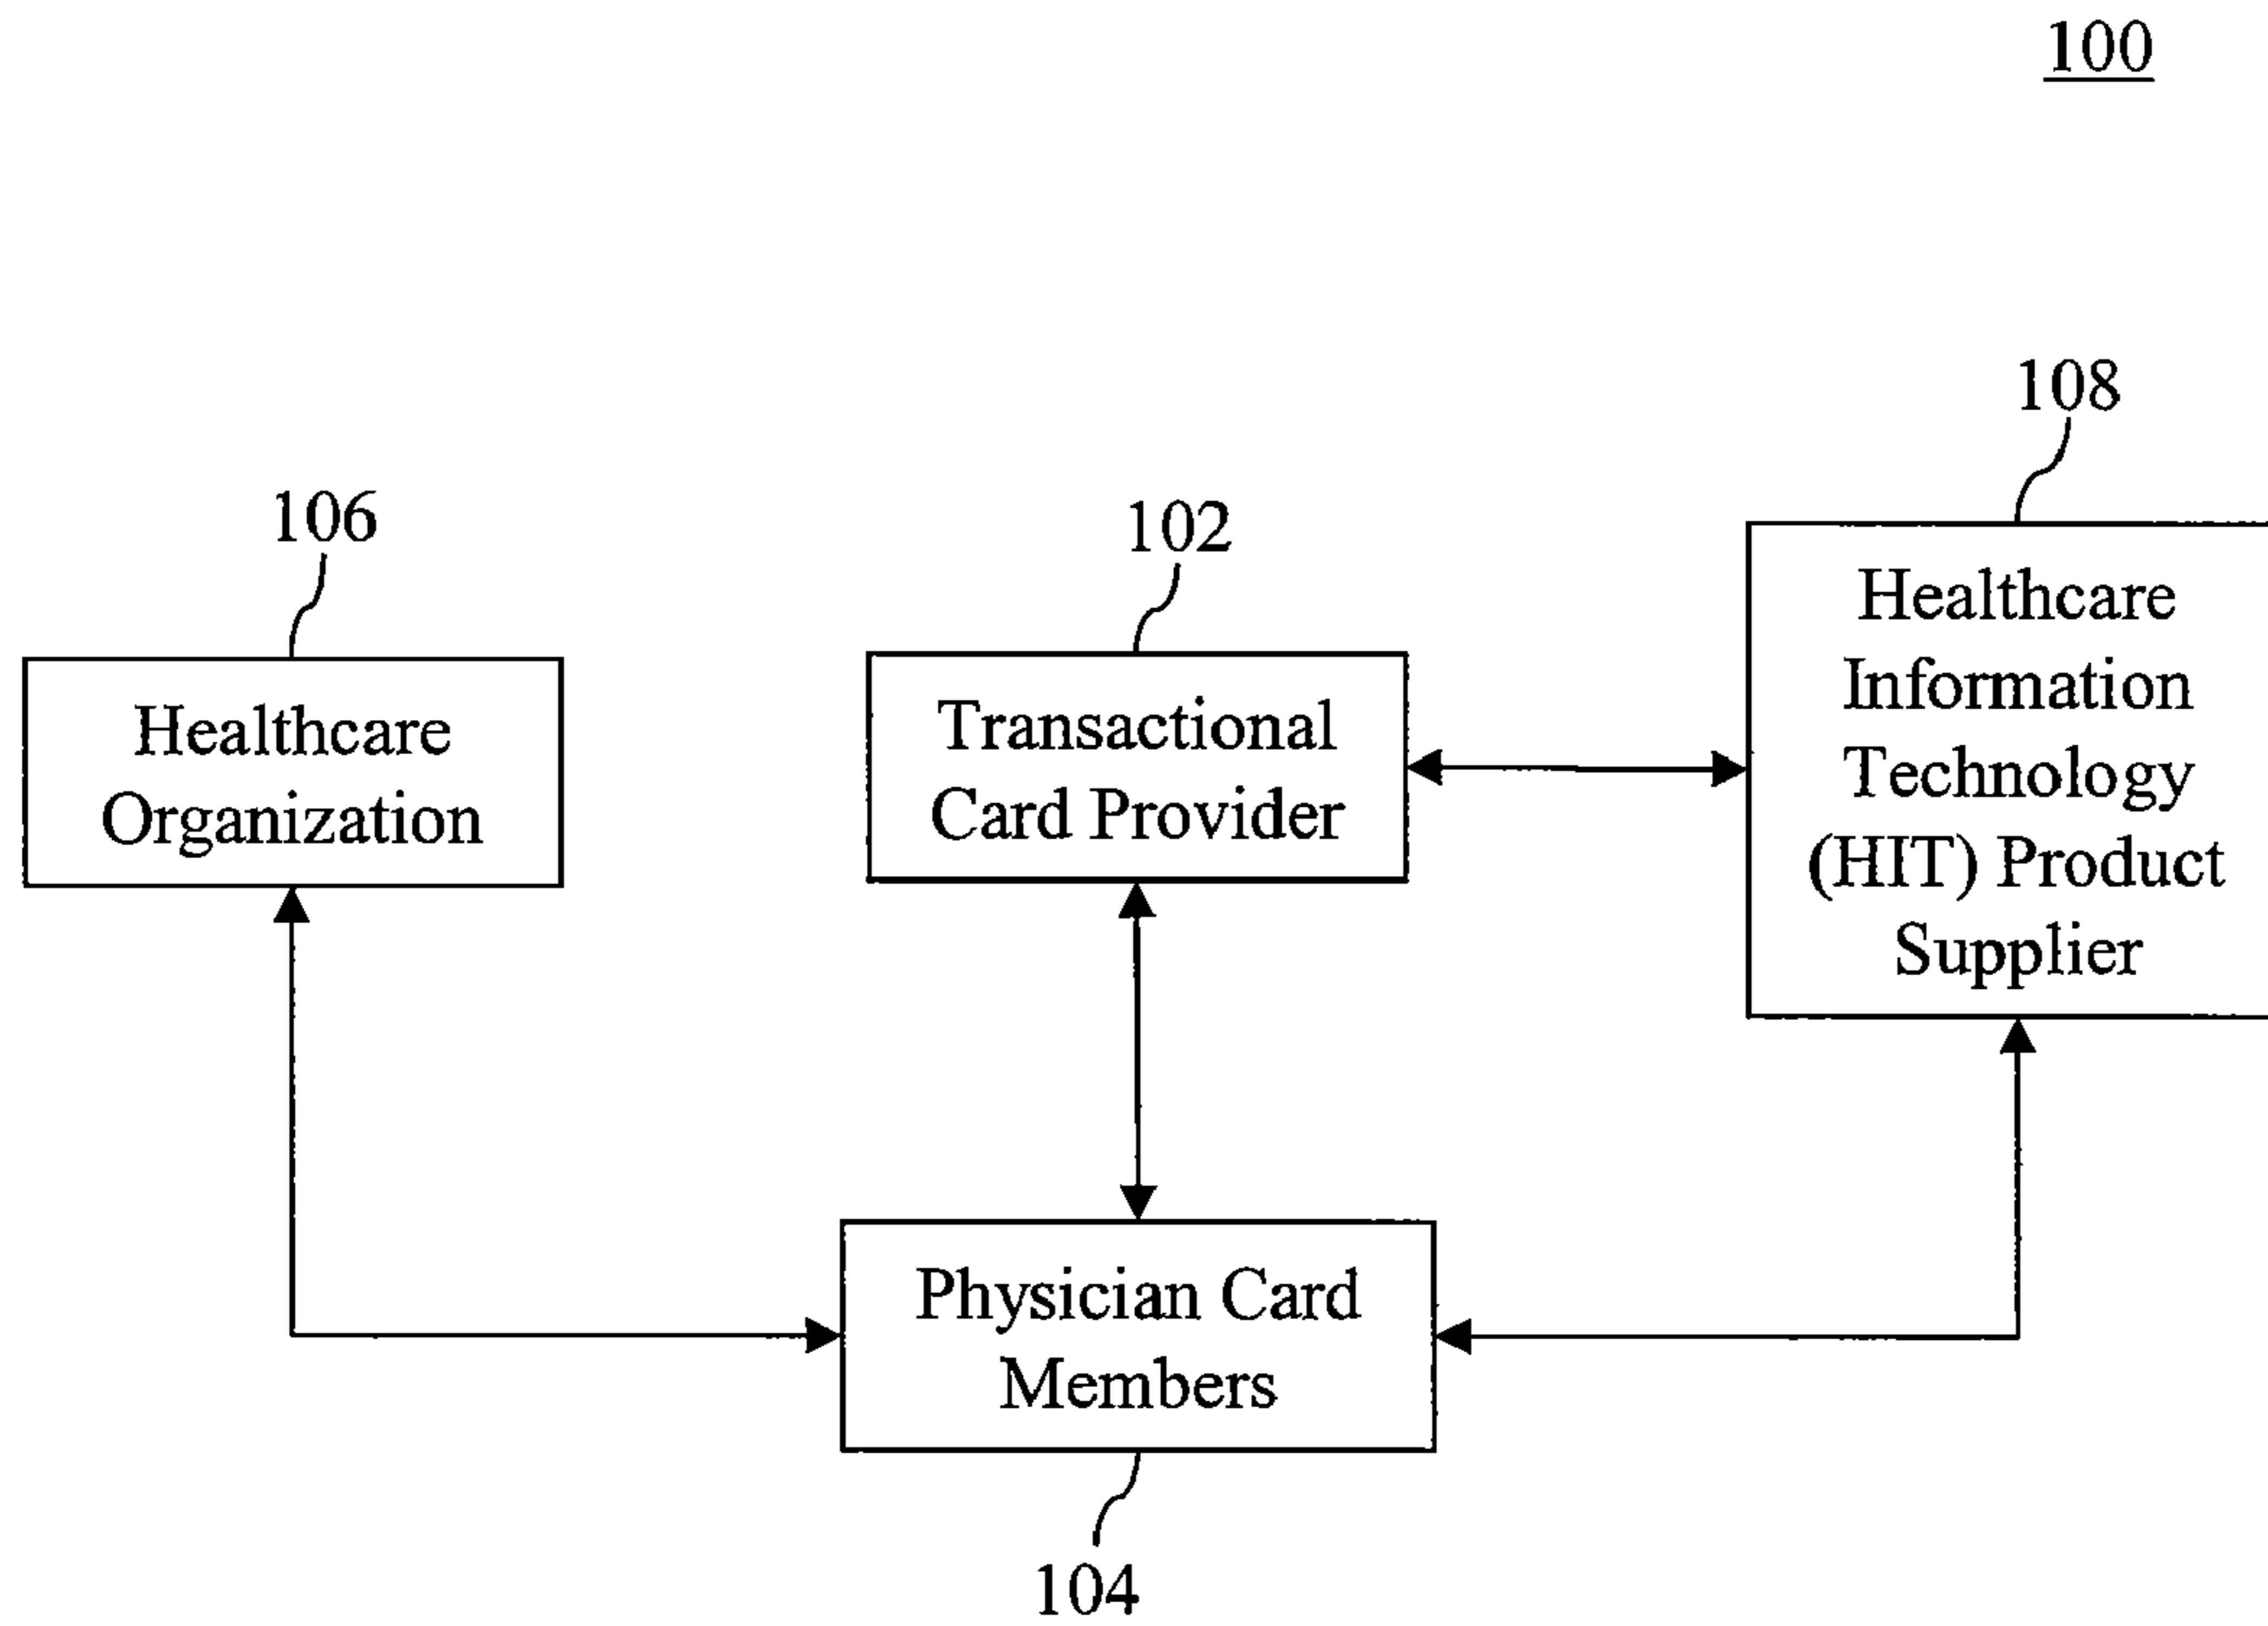 100
108
106
102
Healthcare
Organization
Transactional
Card Provider
Healthcare
Information
Technology
(HIT) Product
Supplier
Physician Card
Members
104